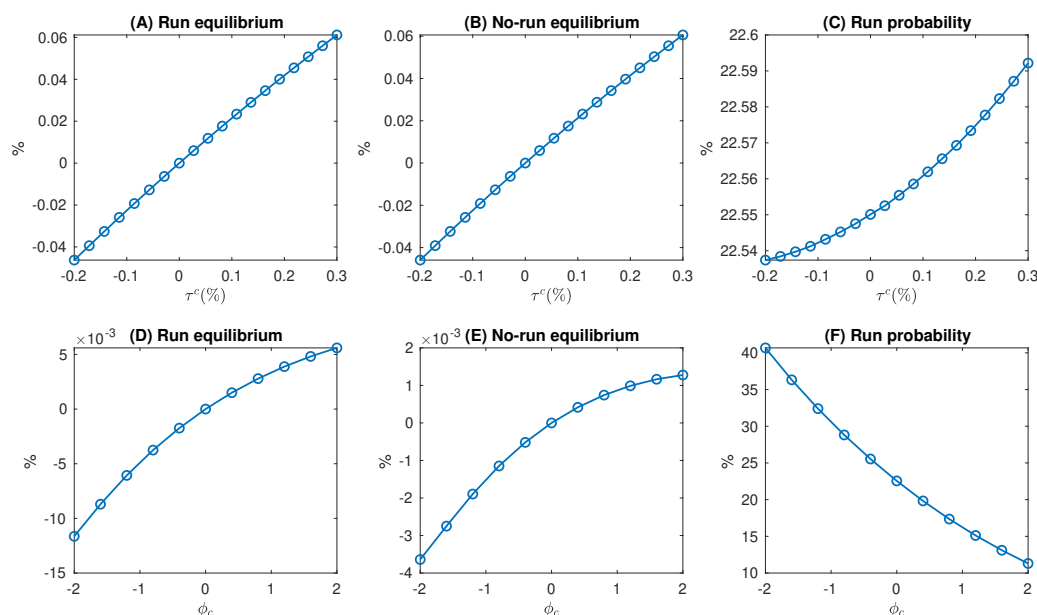 (A) Run equilibrium
0.06
0.04
0.02
0
-0.02
-0.04
%
-0.2 -0.1 0 0.1 0.2 0.3
τᶜ(%)
(B) No-run equilibrium
0.06
0.04
0.02
0
-0.02
-0.04
%
-0.2 -0.1 0 0.1 0.2 0.3
τᶜ(%)
(C) Run probability
22.6
22.59
22.58
22.57
22.56
22.55
22.54
%
-0.2 -0.1 0 0.1 0.2 0.3
τᶜ(%)
(D) Run equilibrium
×10⁻³
5
0
-5
-10
-15
%
-2 -1 0 1 2
ϕ_c
(E) No-run equilibrium
×10⁻³
2
1
0
-1
-2
-3
-4
%
-2 -1 0 1 2
ϕ_c
(F) Run probability
40
35
30
25
20
15
10
%
-2 -1 0 1 2
ϕ_c